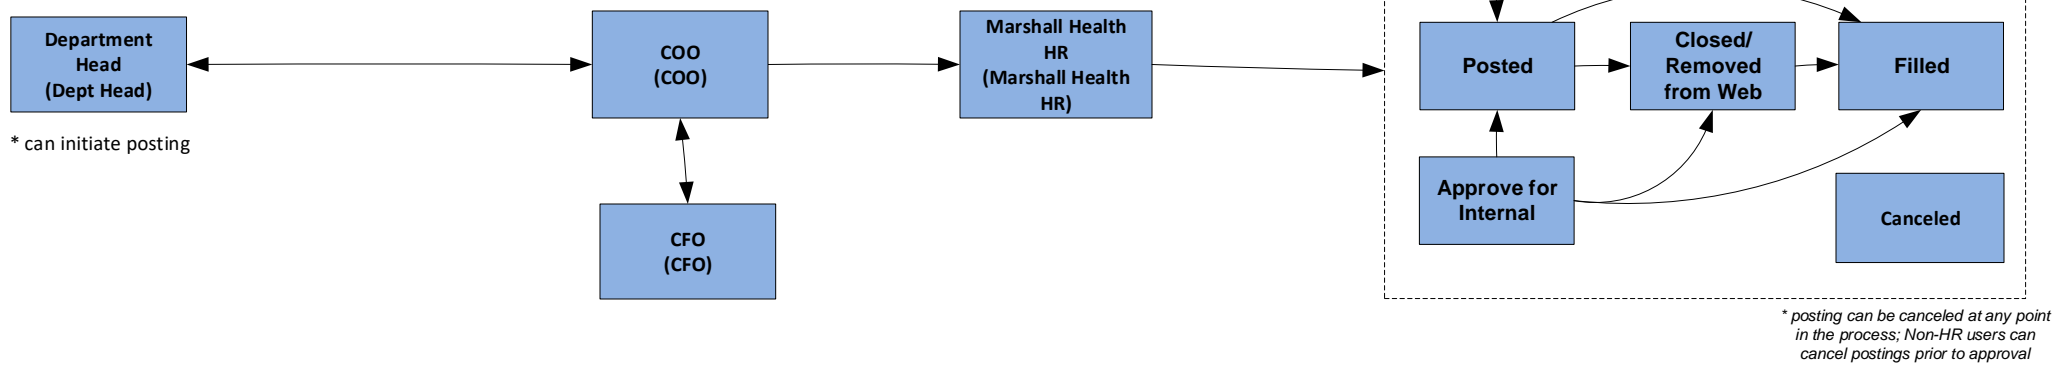 Department
Head
(Dept Head)
* can initiate posting
COO
(COO)
CFO
(CFO)
Marshall Health
HR
(Marshall Health
HR)
Posted
Closed/
Removed
from Web
Filled
Approve for
Internal
Canceled
* posting can be canceled at any point
in the process; Non-HR users can
cancel postings prior to approval